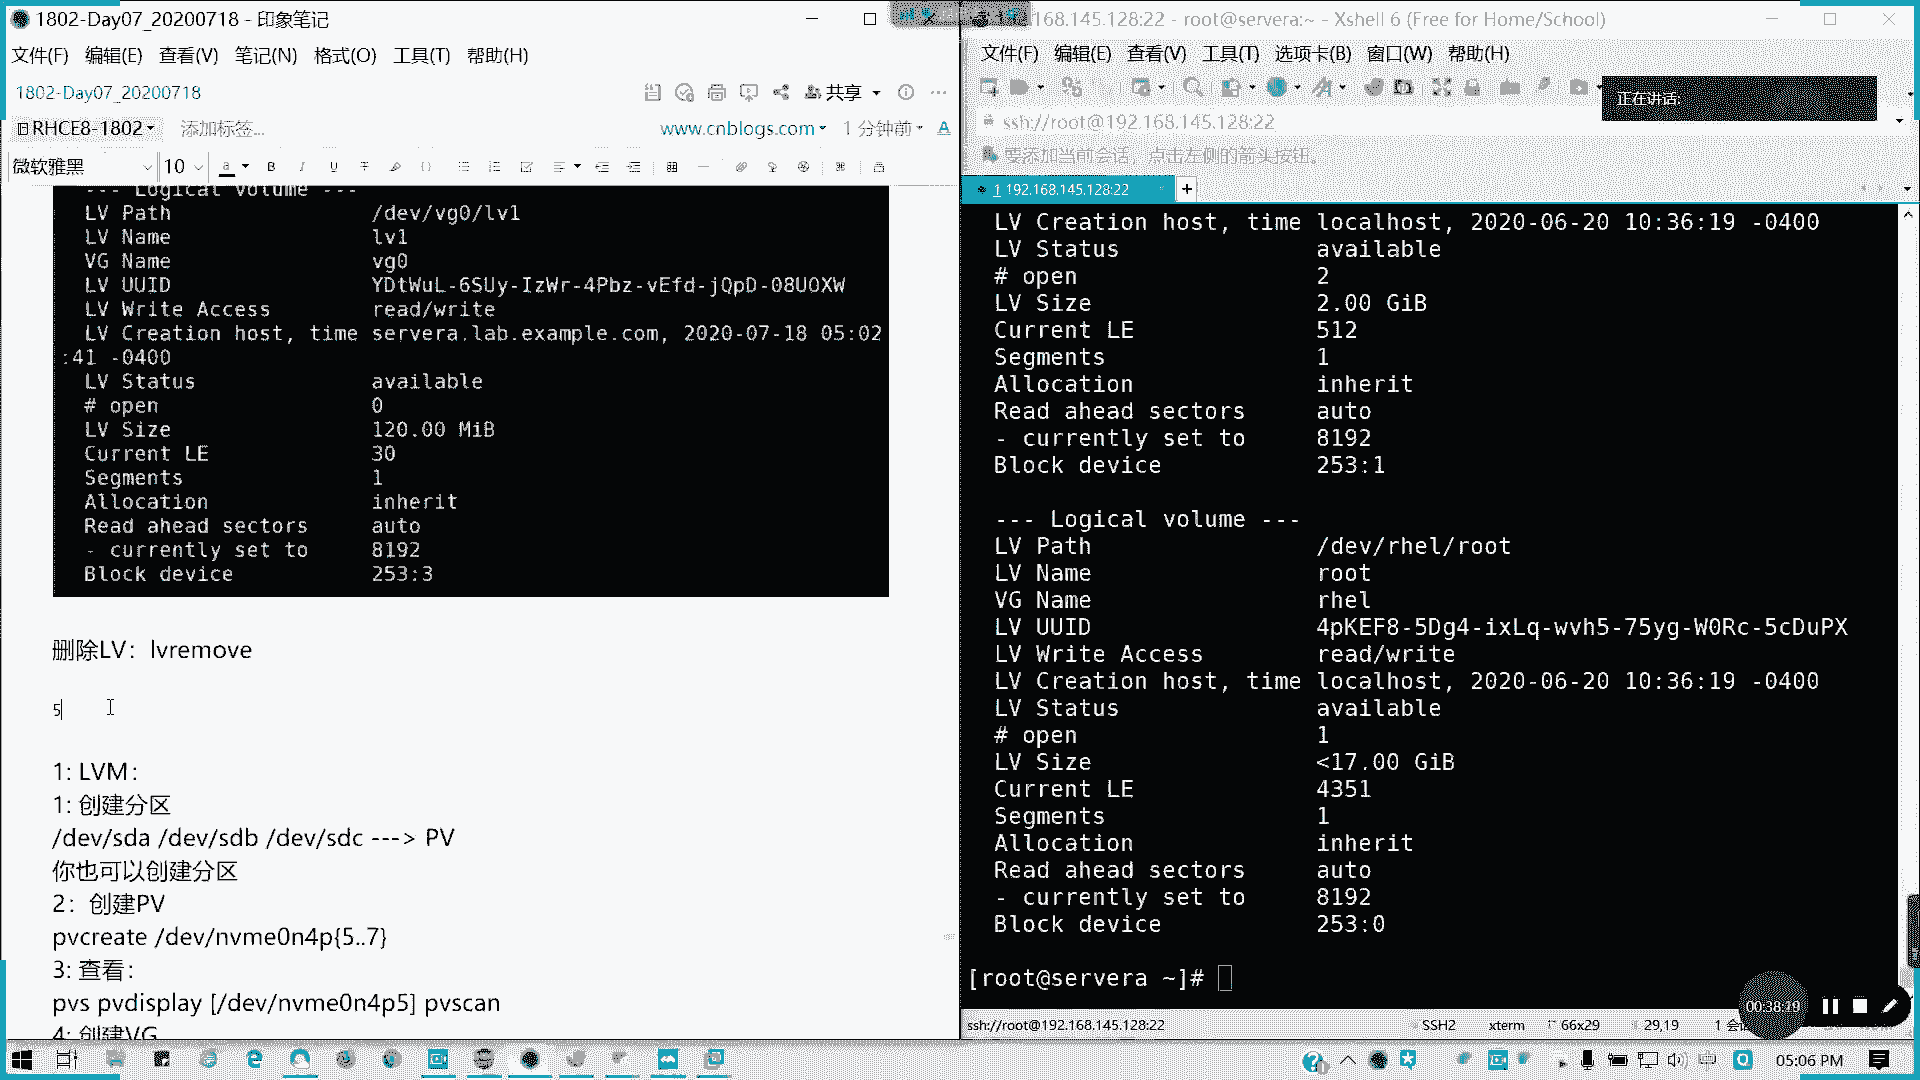 1802-Day07_20200718 - 印象笔记
文件(F) 编辑(E) 查看(V) 笔记(N) 格式(O) 工具(T) 帮助(H)
1802-Day07_20200718
共享
RHCE8-1802 添加标签...
www.cnblogs.com 1 分钟前
微软雅黑 10
--- Logical volume ---
LV Path /dev/vg0/lv1
LV Name lv1
VG Name vg0
LV UUID YDtWuL-6SUy-IzWr-4Pbz-vEfd-jQpD-08UOXW
LV Write Access read/write
LV Creation host, time servera.lab.example.com, 2020-07-18 05:02
:41 -0400
LV Status available
# open 0
LV Size 120.00 MiB
Current LE 30
Segments 1
Allocation inherit
Read ahead sectors auto
- currently set to 8192
Block device 253:3
删除LV：lvremove
5
1: LVM：
1: 创建分区
/dev/sda /dev/sdb /dev/sdc ---> PV
你也可以创建分区
2：创建PV
pvcreate /dev/nvme0n4p{5..7}
3: 查看：
pvs pvdisplay [/dev/nvme0n4p5] pvscan
4: 创建VG
168.145.128:22 - root@servera:~ - Xshell 6 (Free for Home/School)
文件(F) 编辑(E) 查看(V) 工具(T) 选项卡(B) 窗口(W) 帮助(H)
正在讲话:
ssh://root@192.168.145.128:22
要添加当前会话，点击左侧的箭头按钮。
1 192.168.145.128:22
LV Creation host, time localhost, 2020-06-20 10:36:19 -0400
LV Status available
# open 2
LV Size 2.00 GiB
Current LE 512
Segments 1
Allocation inherit
Read ahead sectors auto
- currently set to 8192
Block device 253:1
--- Logical volume ---
LV Path /dev/rhel/root
LV Name root
VG Name rhel
LV UUID 4pKEF8-5Dg4-ixLq-wvh5-75yg-W0Rc-5cDuPX
LV Write Access read/write
LV Creation host, time localhost, 2020-06-20 10:36:19 -0400
LV Status available
# open 1
LV Size <17.00 GiB
Current LE 4351
Segments 1
Allocation inherit
Read ahead sectors auto
- currently set to 8192
Block device 253:0
[root@servera ~]#
00:38:19
ssh://root@192.168.145.128:22 SSH2 xterm 66x29 29,19
05:06 PM